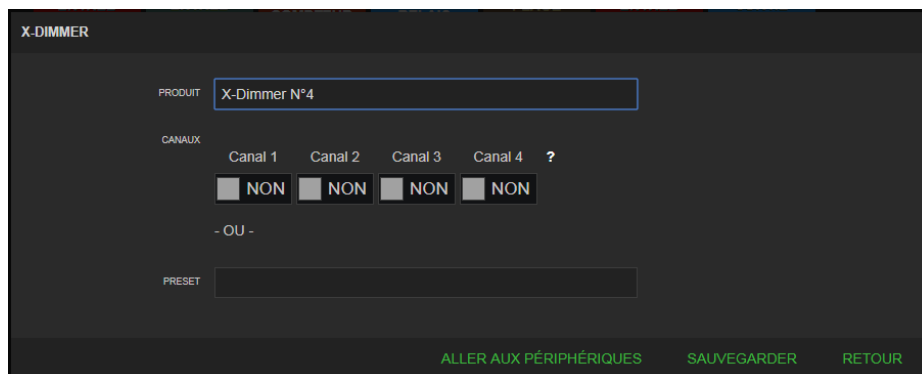 X-DIMMER
PRODUIT X-Dimmer N°4
CANAUX
Canal 1 Canal 2 Canal 3 Canal 4 ?
NON NON NON NON
- OU -
PRESET
ALLER AUX PÉRIPHÉRIQUES SAUVEGARDER RETOUR